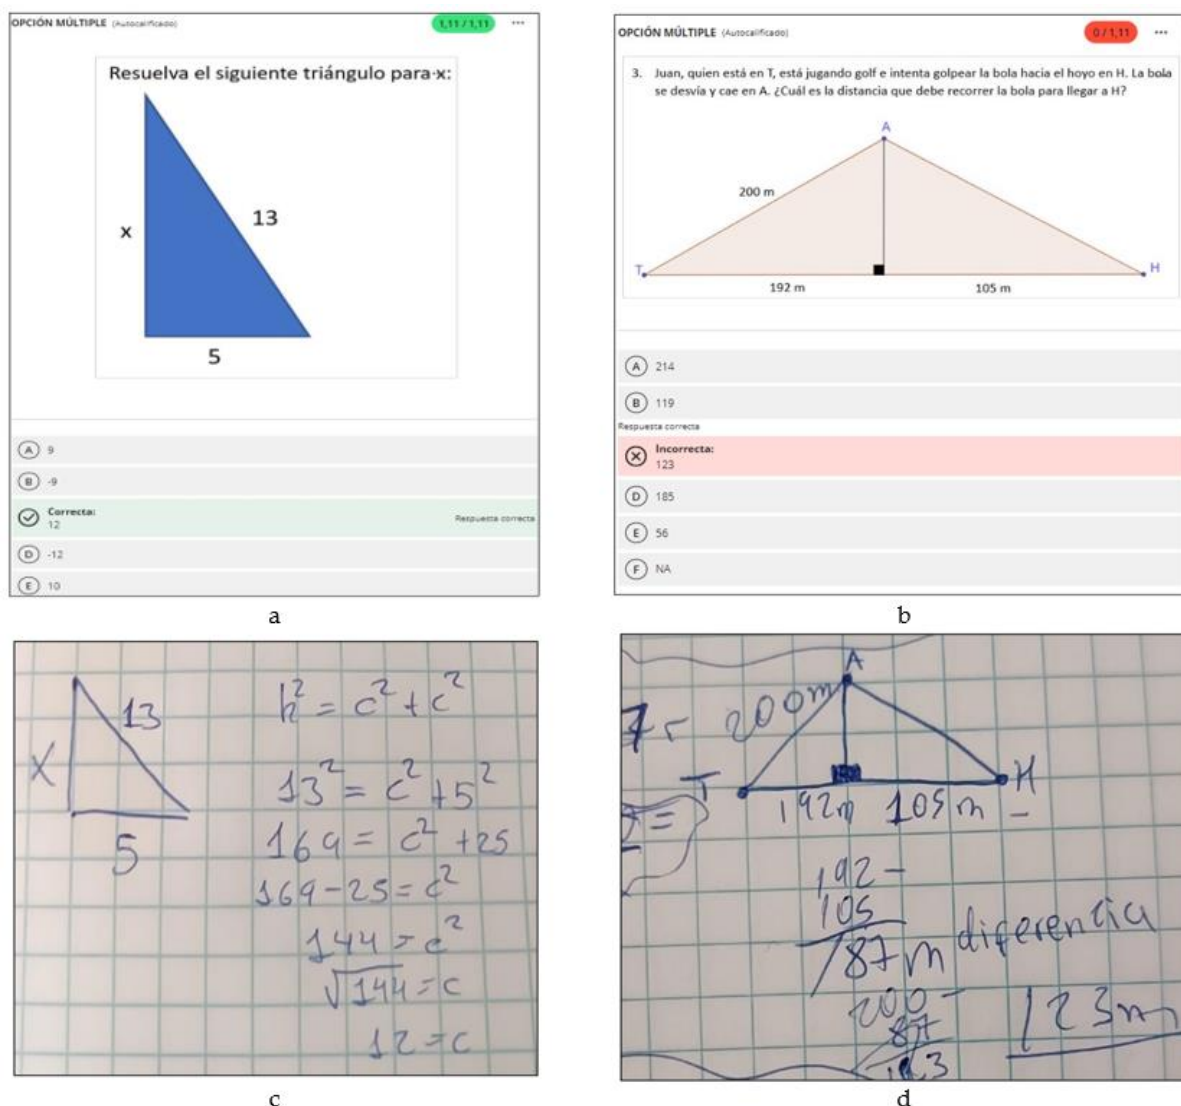 OPCIÓN MÚLTIPLE (Autocalificado)
1,11 / 1,11
Resuelva el siguiente triángulo para x:
x
13
5
A 9
B -9
Correcta:
12
Respuesta correcta
D -12
E 10
a
OPCIÓN MÚLTIPLE (Autocalificado)
0 / 1,11
3. Juan, quien está en T, está jugando golf e intenta golpear la bola hacia el hoyo en H. La bola
se desvía y cae en A. ¿Cuál es la distancia que debe recorrer la bola para llegar a H?
A
200 m
T
H
192 m
105 m
A 214
B 119
Respuesta correcta
Incorrecta:
123
D 185
E 56
F NA
b
13
X
5
h² = c² + c²
13² = c² + 5²
169 = c² + 25
169 - 25 = c²
144 = c²
√144 = c
12 = c
c
A
200m
T
H
192m 105m
192 -
105
87m diferencia
200 -
87
123m
d